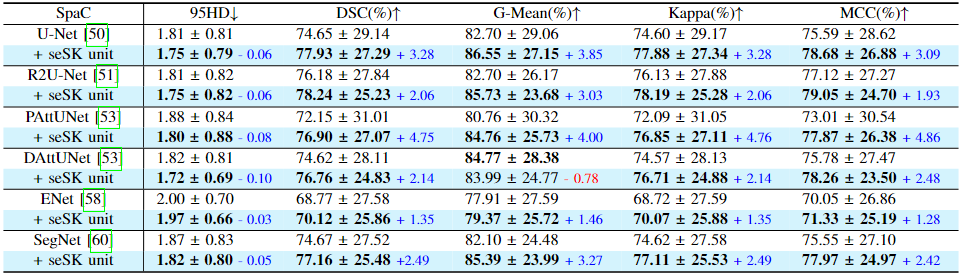 SpaC 95HD↓ DSC(%)↑ G-Mean(%)↑ Kappa(%)↑ MCC(%)↑
U-Net [50] 1.81 ± 0.81 74.65 ± 29.14 82.70 ± 29.06 74.60 ± 29.17 75.59 ± 28.62
+ seSK unit 1.75 ± 0.79 - 0.06 77.93 ± 27.29 + 3.28 86.55 ± 27.15 + 3.85 77.88 ± 27.34 + 3.28 78.68 ± 26.88 + 3.09
R2U-Net [51] 1.81 ± 0.82 76.18 ± 27.84 82.70 ± 26.17 76.13 ± 27.88 77.12 ± 27.27
+ seSK unit 1.75 ± 0.82 - 0.06 78.24 ± 25.23 + 2.06 85.73 ± 23.68 + 3.03 78.19 ± 25.28 + 2.06 79.05 ± 24.70 + 1.93
PAttUNet [53] 1.88 ± 0.84 72.15 ± 31.01 80.76 ± 30.32 72.09 ± 31.05 73.01 ± 30.54
+ seSK unit 1.80 ± 0.88 - 0.08 76.90 ± 27.07 + 4.75 84.76 ± 25.73 + 4.00 76.85 ± 27.11 + 4.76 77.87 ± 26.38 + 4.86
DAttUNet [53] 1.82 ± 0.81 74.62 ± 28.11 84.77 ± 28.38 74.57 ± 28.13 75.78 ± 27.47
+ seSK unit 1.72 ± 0.69 - 0.10 76.76 ± 24.83 + 2.14 83.99 ± 24.77 - 0.78 76.71 ± 24.88 + 2.14 78.26 ± 23.50 + 2.48
ENet [58] 2.00 ± 0.70 68.77 ± 27.58 77.91 ± 27.59 68.72 ± 27.59 70.05 ± 26.86
+ seSK unit 1.97 ± 0.66 - 0.03 70.12 ± 25.86 + 1.35 79.37 ± 25.72 + 1.46 70.07 ± 25.88 + 1.35 71.33 ± 25.19 + 1.28
SegNet [60] 1.87 ± 0.83 74.67 ± 27.52 82.10 ± 24.48 74.62 ± 27.58 75.55 ± 27.10
+ seSK unit 1.82 ± 0.80 - 0.05 77.16 ± 25.48 +2.49 85.39 ± 23.99 + 3.27 77.11 ± 25.53 + 2.49 77.97 ± 24.97 + 2.42